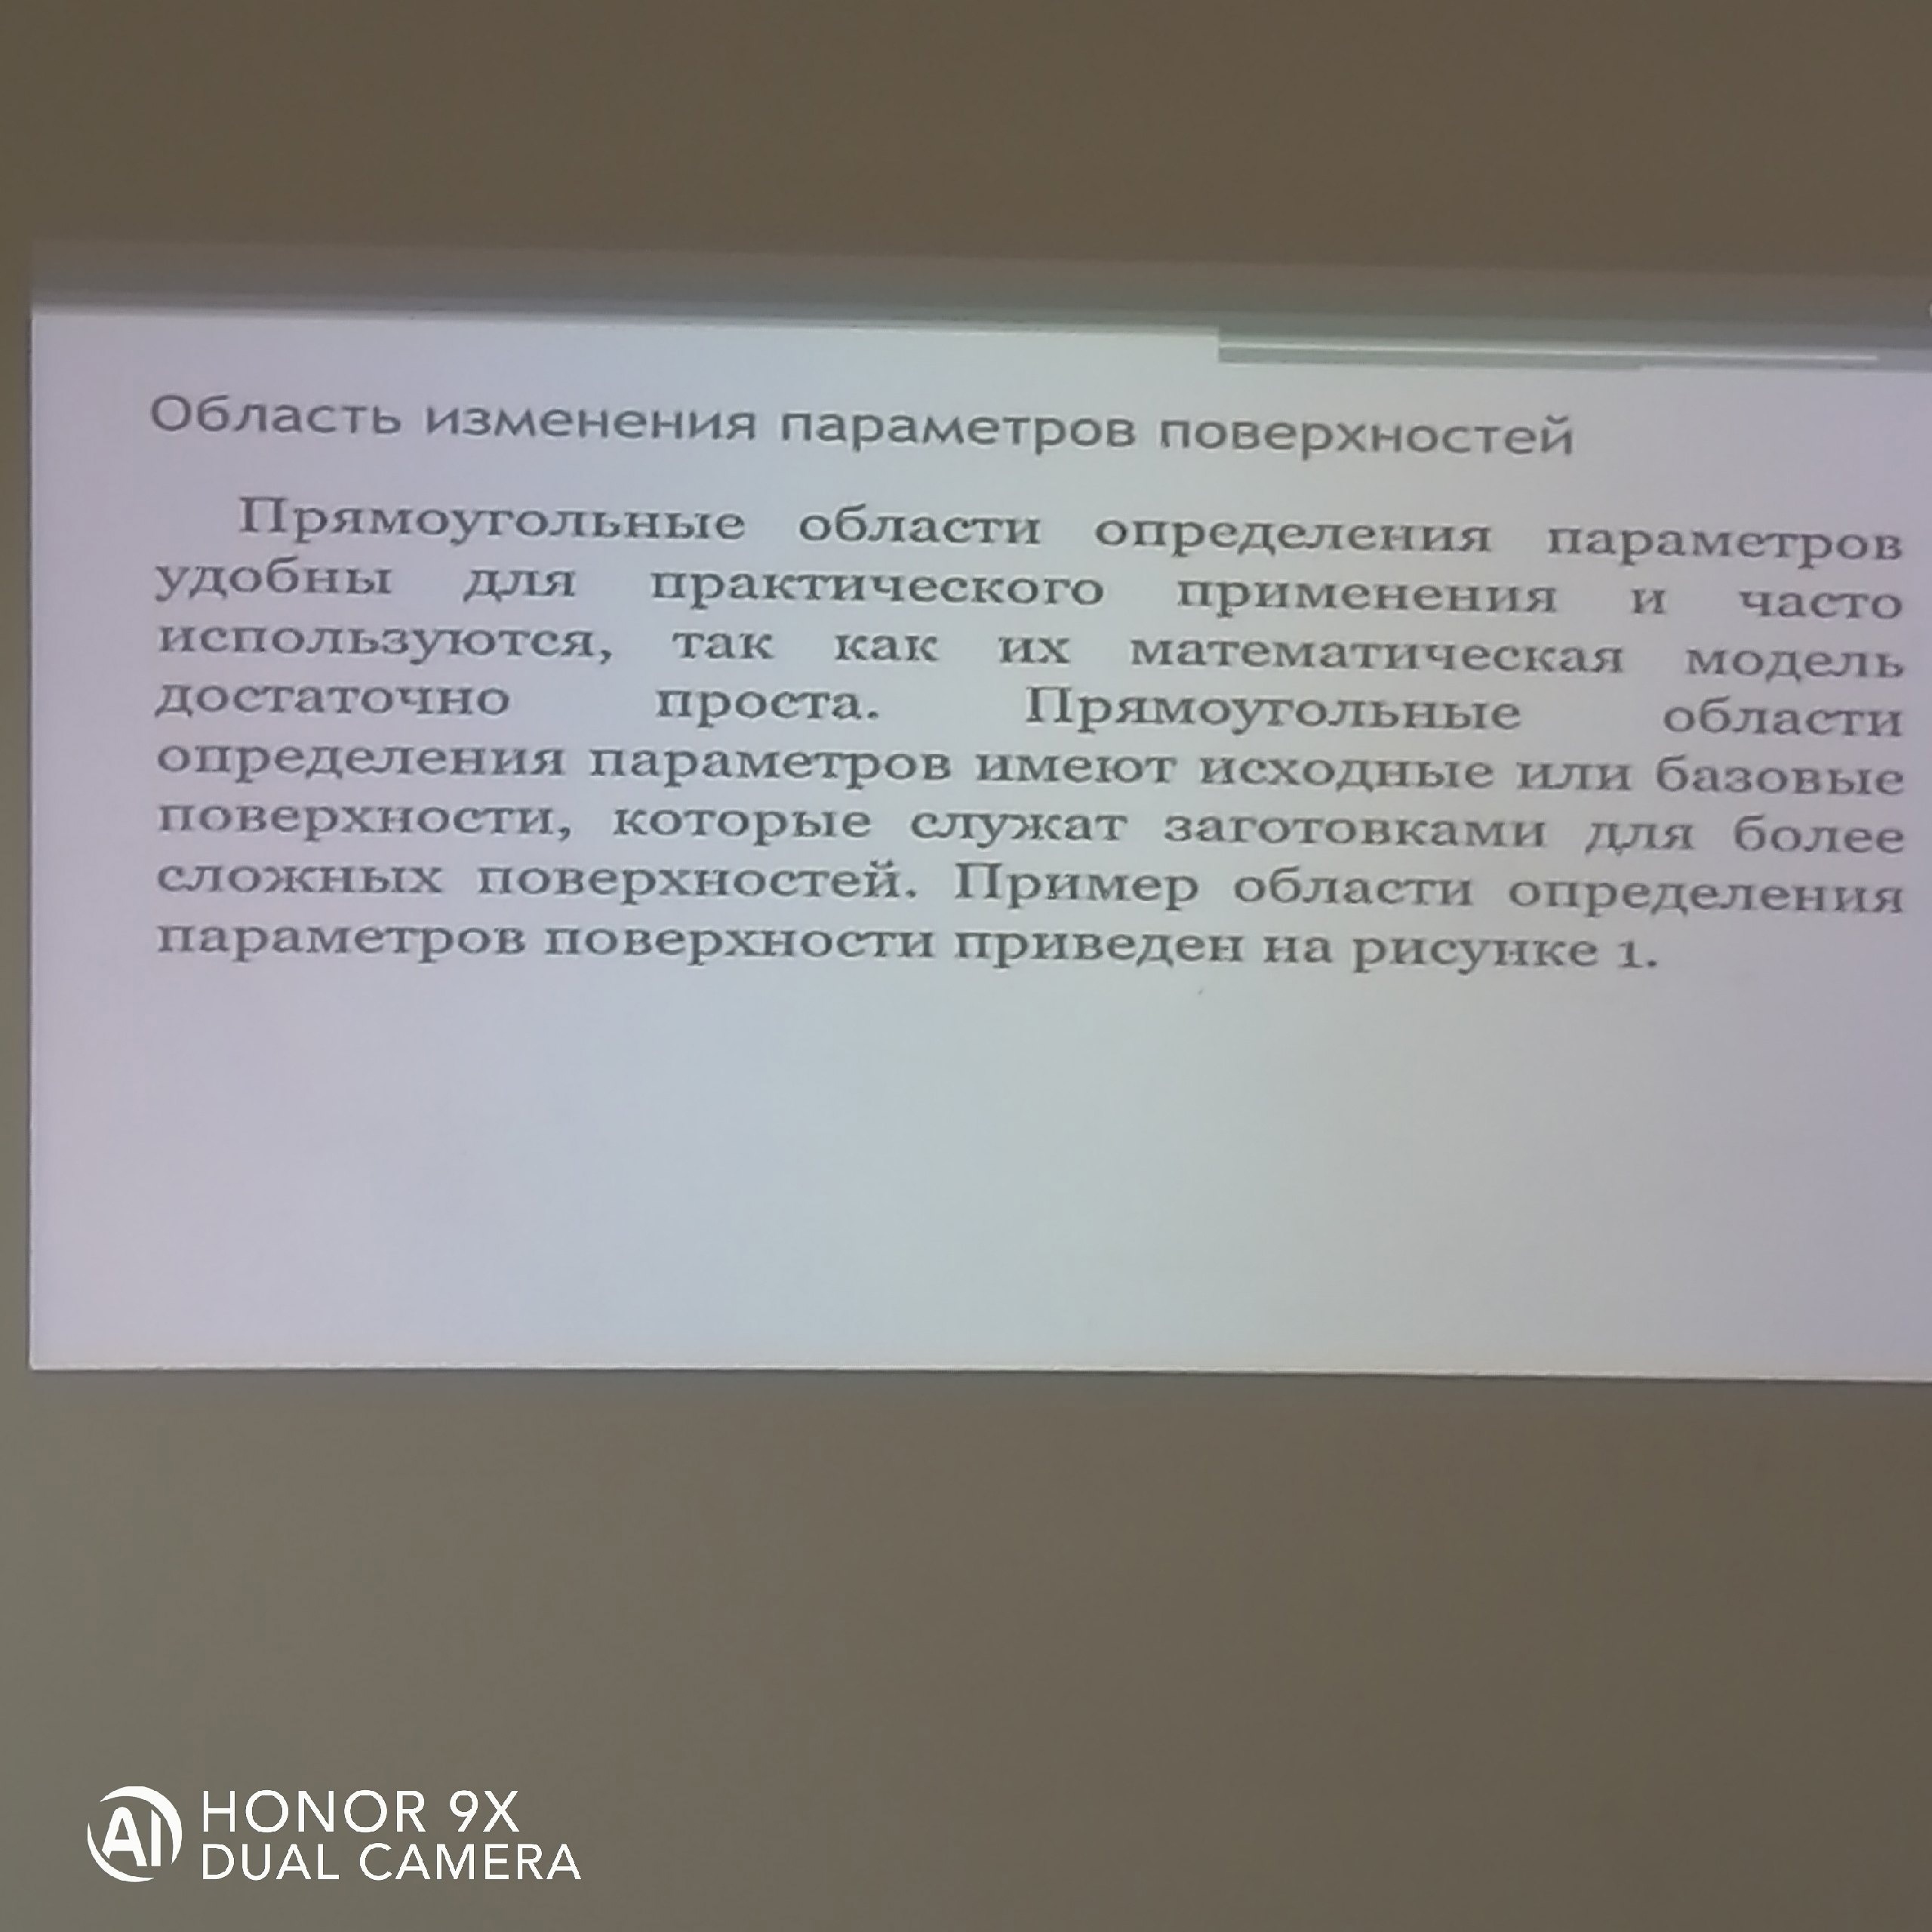 Область изменения параметров поверхностей
Прямоугольные области определения параметров
удобны для практического применения и часто
используются, так как их математическая модель
достаточно проста. Прямоугольные области
определения параметров имеют исходные или базовые
поверхности, которые служат заготовками для более
сложных поверхностей. Пример области определения
параметров поверхности приведен на рисунке 1.
AI HONOR 9X
DUAL CAMERA